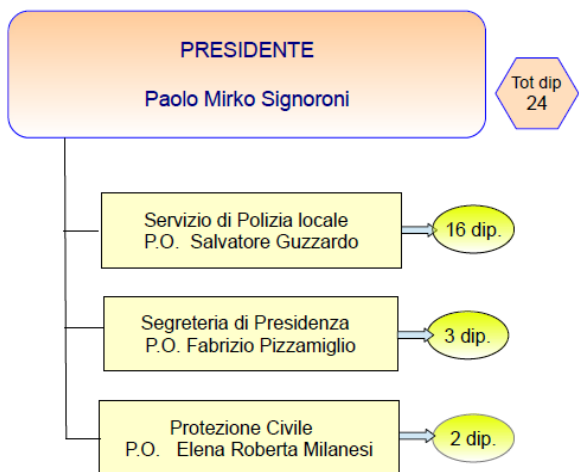 PRESIDENTE
Paolo Mirko Signoroni
Tot dip
24
Servizio di Polizia locale
P.O. Salvatore Guzzardo
16 dip.
Segreteria di Presidenza
P.O. Fabrizio Pizzamiglio
3 dip.
Protezione Civile
P.O. Elena Roberta Milanesi
2 dip.